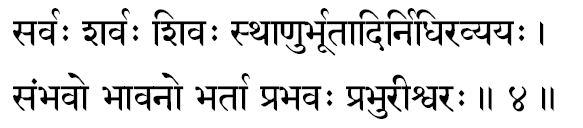 सर्वः शर्वः शिवः स्थाणुर्भूतादिर्निधिरव्ययः।
संभवो भावनो भर्ता प्रभवः प्रभुरीश्वरः॥ ४॥